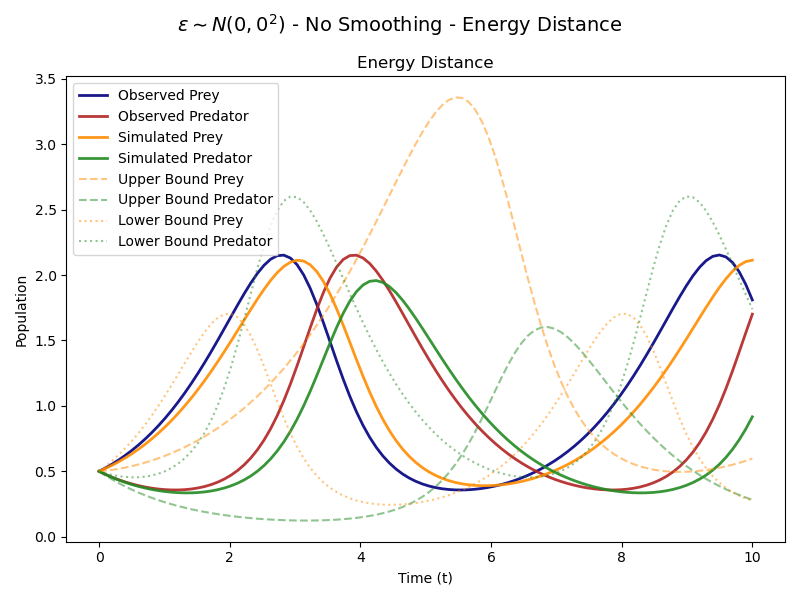 ε ~ N(0, 0²) - No Smoothing - Energy Distance
Energy Distance
3.5
3.0
2.5
2.0
1.5
1.0
0.5
0.0
Population
Observed Prey
Observed Predator
Simulated Prey
Simulated Predator
Upper Bound Prey
Upper Bound Predator
Lower Bound Prey
Lower Bound Predator
0 2 4 6 8 10
Time (t)